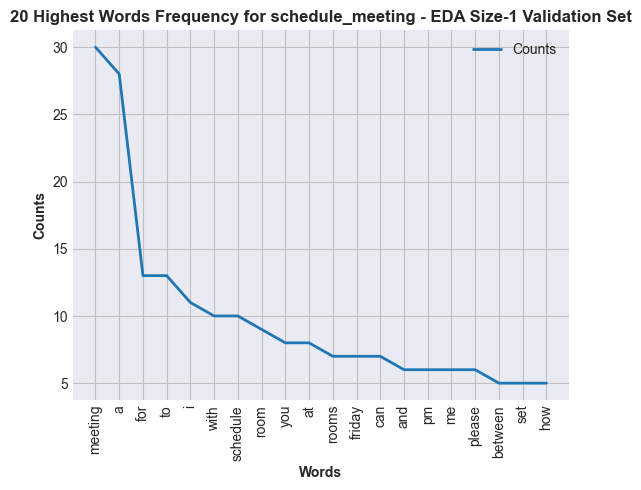 20 Highest Words Frequency for schedule_meeting - EDA Size-1 Validation Set
Counts
30
25
20
15
10
5
Counts
meeting
a
for
to
i
with
schedule
room
you
at
rooms
friday
can
and
pm
me
please
between
set
how
Words